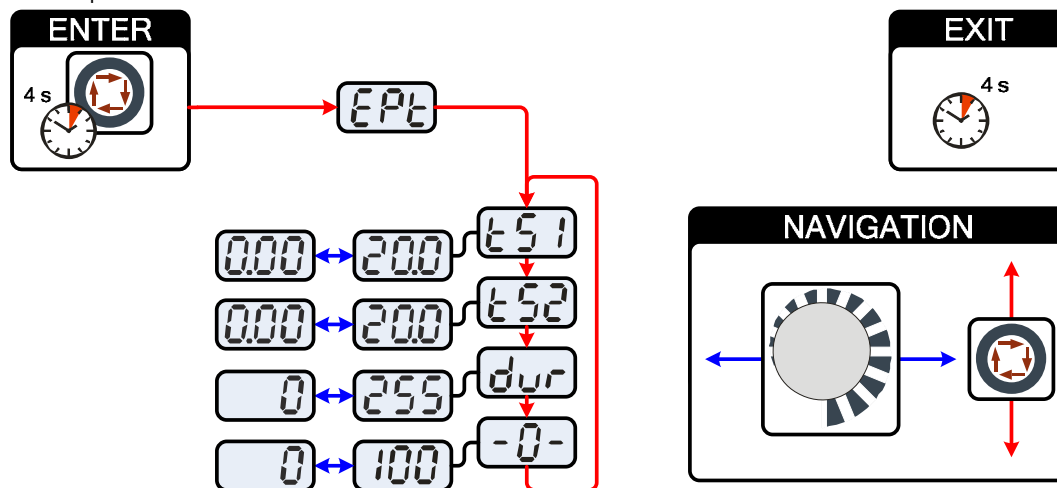 ENTER
EXIT
4 s
4 s
EPt
tS1
0.00
20.0
NAVIGATION
tS2
0.00
20.0
dur
0
255
-0-
0
100